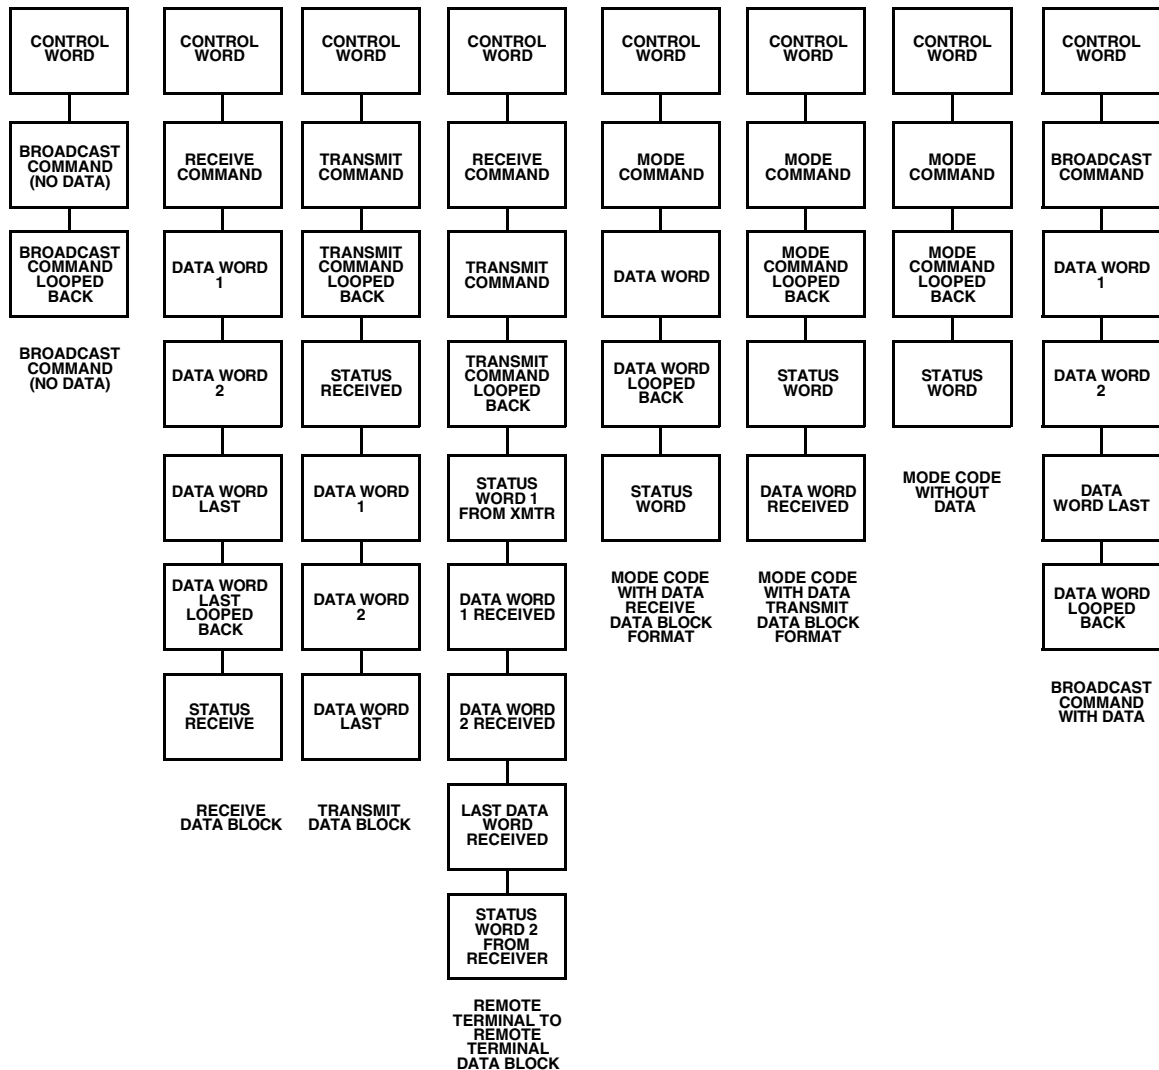 CONTROL
WORD
BROADCAST
COMMAND
(NO DATA)
BROADCAST
COMMAND
LOOPED
BACK
BROADCAST
COMMAND
(NO DATA)
CONTROL
WORD
RECEIVE
COMMAND
DATA WORD
1
DATA WORD
2
DATA WORD
LAST
DATA WORD
LAST
LOOPED
BACK
STATUS
RECEIVE
RECEIVE
DATA BLOCK
CONTROL
WORD
TRANSMIT
COMMAND
TRANSMIT
COMMAND
LOOPED
BACK
STATUS
RECEIVED
DATA WORD
1
DATA WORD
2
DATA WORD
LAST
TRANSMIT
DATA BLOCK
CONTROL
WORD
RECEIVE
COMMAND
TRANSMIT
COMMAND
TRANSMIT
COMMAND
LOOPED
BACK
STATUS
WORD 1
FROM XMTR
DATA WORD
1 RECEIVED
DATA WORD
2 RECEIVED
LAST DATA
WORD
RECEIVED
STATUS
WORD 2
FROM
RECEIVER
REMOTE
TERMINAL TO
REMOTE
TERMINAL
DATA BLOCK
CONTROL
WORD
MODE
COMMAND
DATA WORD
DATA WORD
LOOPED
BACK
STATUS
WORD
MODE CODE
WITH DATA
RECEIVE
DATA BLOCK
FORMAT
CONTROL
WORD
MODE
COMMAND
MODE
COMMAND
LOOPED
BACK
STATUS
WORD
DATA WORD
RECEIVED
MODE CODE
WITH DATA
TRANSMIT
DATA BLOCK
FORMAT
CONTROL
WORD
MODE
COMMAND
MODE
COMMAND
LOOPED
BACK
STATUS
WORD
MODE CODE
WITHOUT
DATA
CONTROL
WORD
BROADCAST
COMMAND
DATA WORD
1
DATA WORD
2
DATA
WORD LAST
DATA WORD
LOOPED
BACK
BROADCAST
COMMAND
WITH DATA